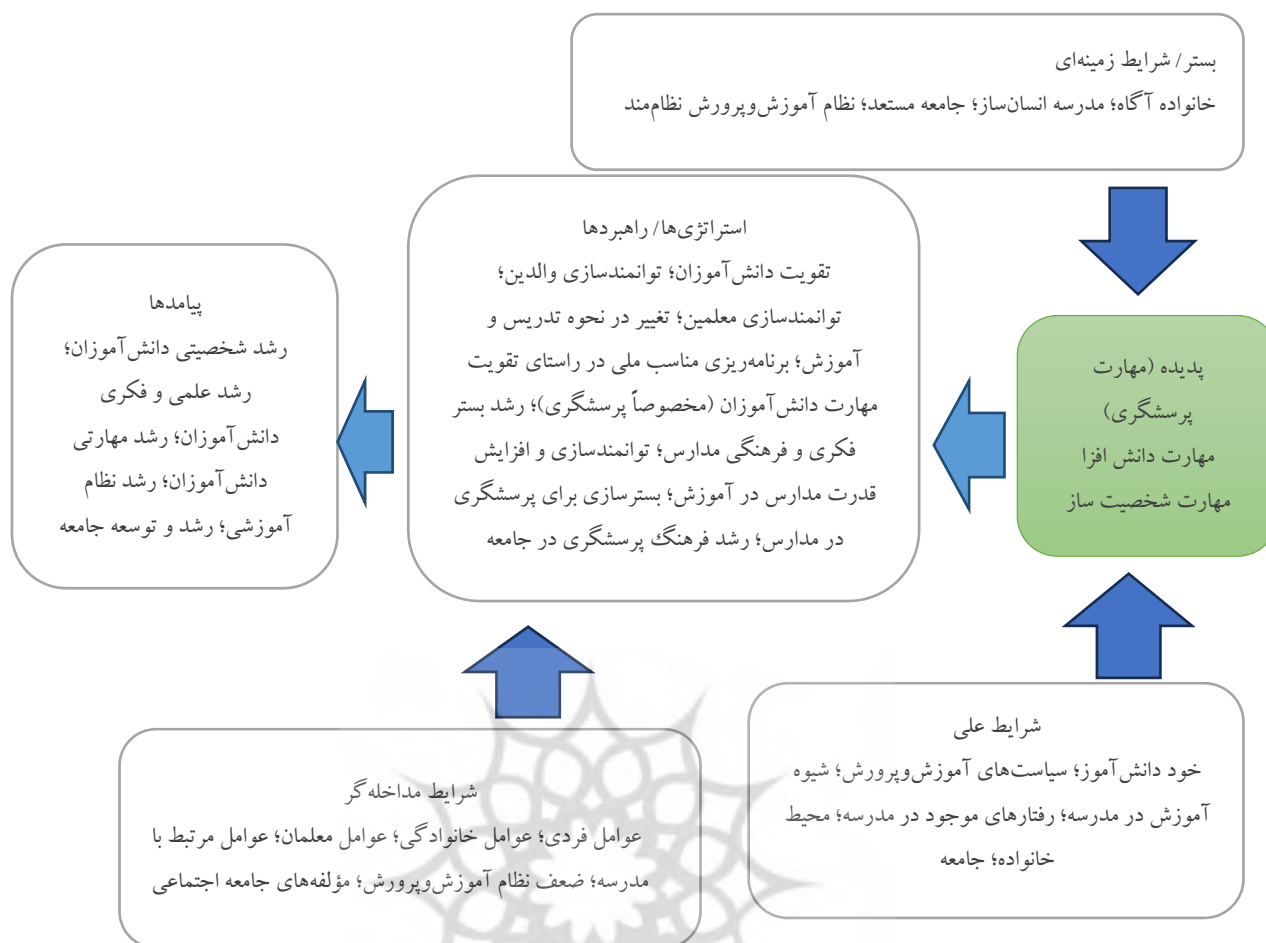 بستر/ شرایط زمینه‌ای
خانواده آگاه؛ مدرسه انسان‌ساز؛ جامعه مستعد؛ نظام آموزش‌وپرورش نظام‌مند
پدیده (مهارت
پرسشگری)
مهارت دانش افزا
مهارت شخصیت ساز
استراتژی‌ها/ راهبردها
تقویت دانش‌آموزان؛ توانمندسازی والدین؛
توانمندسازی معلمین؛ تغییر در نحوه تدریس و
آموزش؛ برنامه‌ریزی مناسب ملی در راستای تقویت
مهارت دانش‌آموزان (مخصوصاً پرسشگری)؛ رشد بستر
فکری و فرهنگی مدارس؛ توانمندسازی و افزایش
قدرت مدارس در آموزش؛ بسترسازی برای پرسشگری
در مدارس؛ رشد فرهنگ پرسشگری در جامعه
پیامدها
رشد شخصیتی دانش‌آموزان؛
رشد علمی و فکری
دانش‌آموزان؛ رشد مهارتی
دانش‌آموزان؛ رشد نظام
آموزشی؛ رشد و توسعه جامعه
شرایط علی
خود دانش‌آموز؛ سیاست‌های آموزش‌وپرورش؛ شیوه
آموزش در مدرسه؛ رفتارهای موجود در مدرسه؛ محیط
خانواده؛ جامعه
شرایط مداخله‌گر
عوامل فردی؛ عوامل خانوادگی؛ عوامل معلمان؛ عوامل مرتبط با
مدرسه؛ ضعف نظام آموزش‌وپرورش؛ مؤلفه‌های جامعه اجتماعی